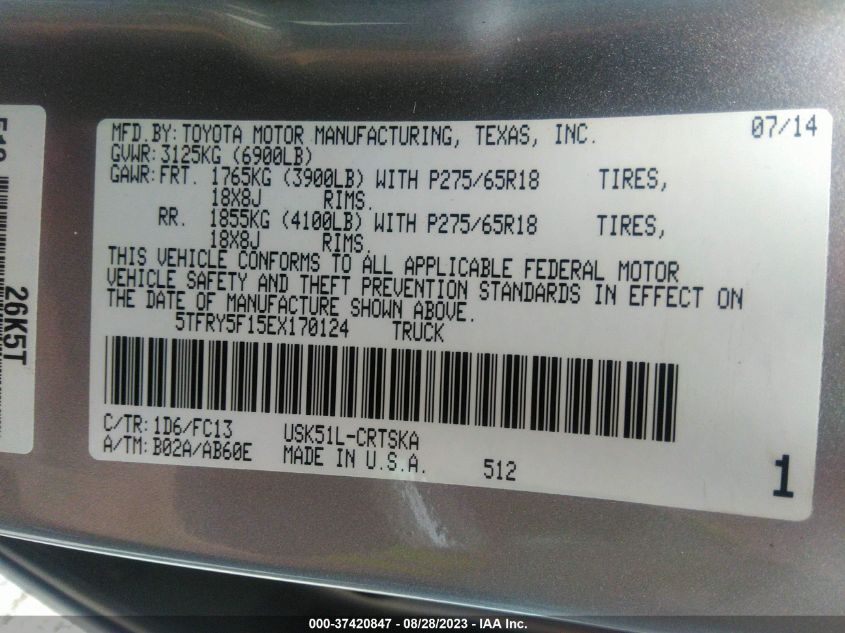 MFD.BY: TOYOTA MOTOR MANUFACTURING, TEXAS, INC. 07/14
GVWR: 3125KG (6900LB)
GAWR: FRT. 1765KG (3900LB) WITH P275/65R18 TIRES,
18X8J RIMS.
RR. 1855KG (4100LB) WITH P275/65R18 TIRES,
18X8J RIMS.
THIS VEHICLE CONFORMS TO ALL APPLICABLE FEDERAL MOTOR
VEHICLE SAFETY AND THEFT PREVENTION STANDARDS IN EFFECT ON
THE DATE OF MANUFACTURE SHOWN ABOVE.
5TFRY5F15EX170124 TRUCK
C/TR: 1D6/FC13 USK51L-CRTSKA
A/TM: B02A/AB60E MADE IN U.S.A. 512
1
26K5T
000-37420847 - 08/28/2023 - IAA Inc.